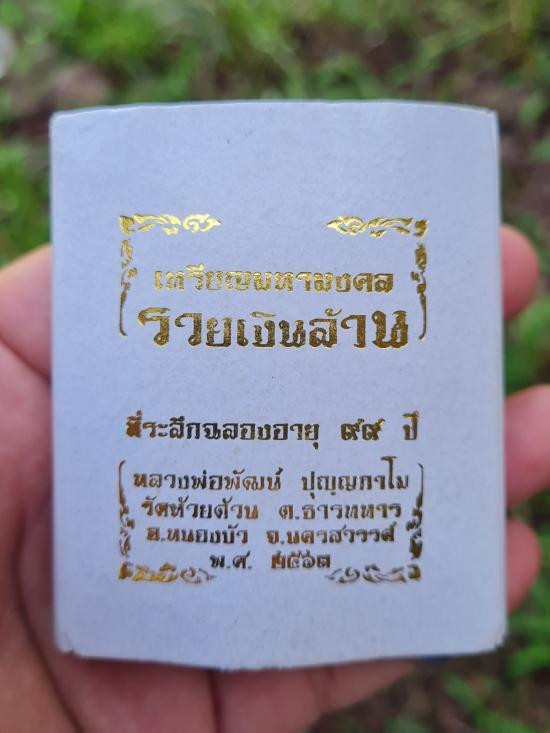 เหรียญมหามงคล
รวยเงินล้าน
ที่ระลึกฉลองอายุ ๙๙ ปี
หลวงพ่อพัฒน์ ปุญญกาโม
วัดห้วยด้วน ต.ธารทหาร
อ.หนองบัว จ.นครสวรรค์
พ.ศ. ๒๕๖๓